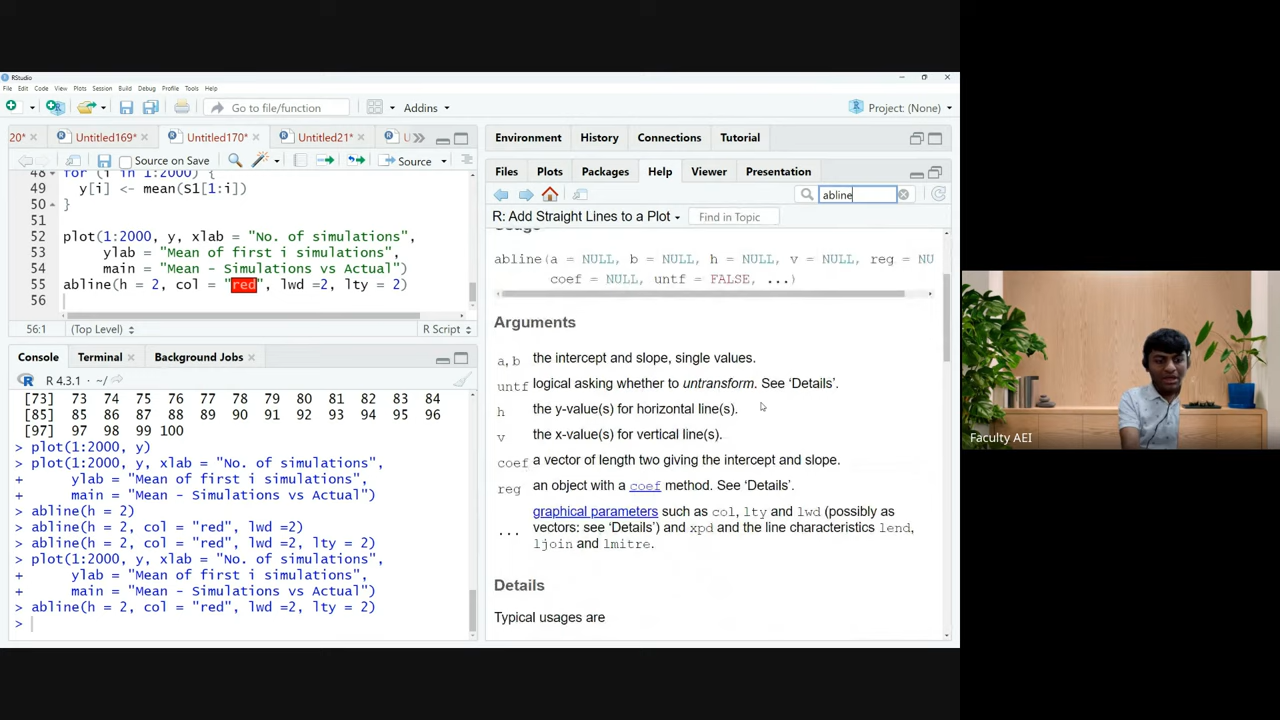 RStudio
File Edit Code View Plots Session Build Debug Profile Tools Help
Go to file/function
Addins
Project: (None)
20*
Untitled169*
Untitled170*
Untitled21*
Source on Save
Source
48 for (i in 1:2000) {
49 y[i] <- mean(S1[1:i])
50 }
51
52 plot(1:2000, y, xlab = "No. of simulations",
53 ylab = "Mean of first i simulations",
54 main = "Mean - Simulations vs Actual")
55 abline(h = 2, col = "red", lwd =2, lty = 2)
56
56:1
(Top Level)
R Script
Console
Terminal
Background Jobs
R 4.3.1 · ~/
[73] 73 74 75 76 77 78 79 80 81 82 83 84
[85] 85 86 87 88 89 90 91 92 93 94 95 96
[97] 97 98 99 100
> plot(1:2000, y)
> plot(1:2000, y, xlab = "No. of simulations",
+ ylab = "Mean of first i simulations",
+ main = "Mean - Simulations vs Actual")
> abline(h = 2)
> abline(h = 2, col = "red", lwd =2)
> abline(h = 2, col = "red", lwd =2, lty = 2)
> plot(1:2000, y, xlab = "No. of simulations",
+ ylab = "Mean of first i simulations",
+ main = "Mean - Simulations vs Actual")
> abline(h = 2, col = "red", lwd =2, lty = 2)
>
Environment
History
Connections
Tutorial
Files
Plots
Packages
Help
Viewer
Presentation
abline
R: Add Straight Lines to a Plot
Find in Topic
Usage
abline(a = NULL, b = NULL, h = NULL, v = NULL, reg = NU
coef = NULL, untf = FALSE, ...)
Arguments
a, b the intercept and slope, single values.
untf logical asking whether to untransform. See ‘Details’.
h the y-value(s) for horizontal line(s).
v the x-value(s) for vertical line(s).
coef a vector of length two giving the intercept and slope.
reg an object with a coef method. See ‘Details’.
graphical parameters such as col, lty and lwd (possibly as
... vectors: see ‘Details’) and xpd and the line characteristics lend,
ljoin and lmitre.
Details
Typical usages are
Faculty AEI